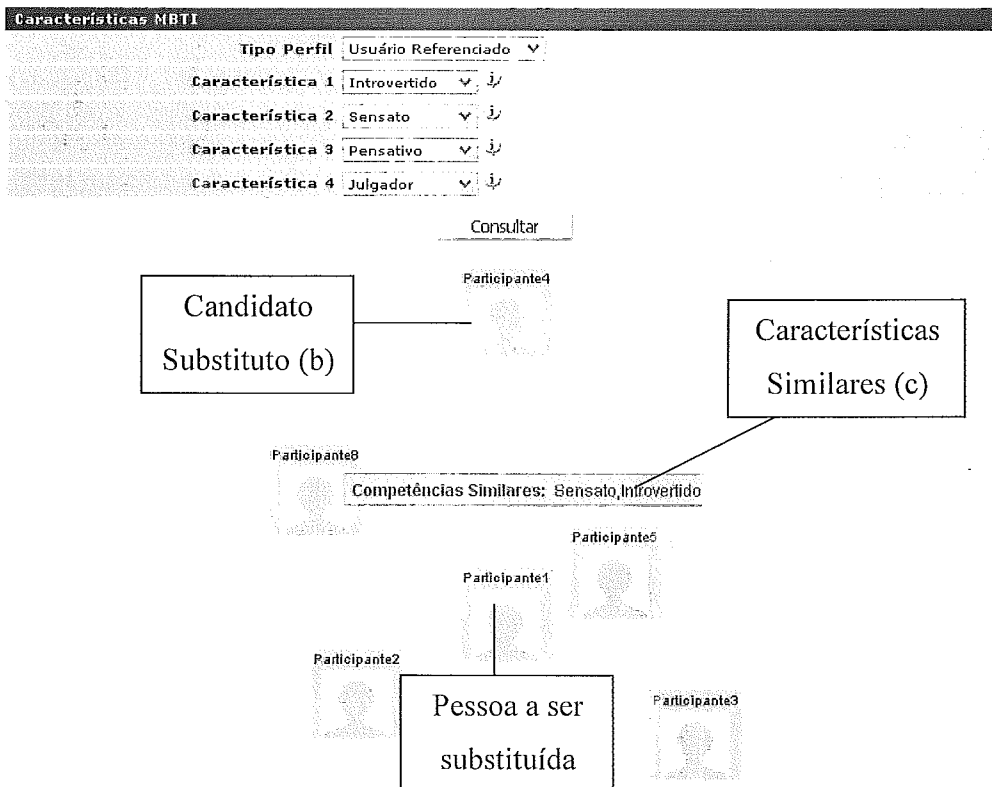 Características MBTI
Tipo Perfil Usuário Referenciado
Característica 1 Introvertido
Característica 2 Sensato
Característica 3 Pensativo
Característica 4 Julgador
Consultar
Participante4
Candidato
Substituto (b)
Características
Similares (c)
Participante8
Competências Similares: Sensato,Introvertido
Participante5
Participante1
Participante2
Pessoa a ser
substituída
Participante3